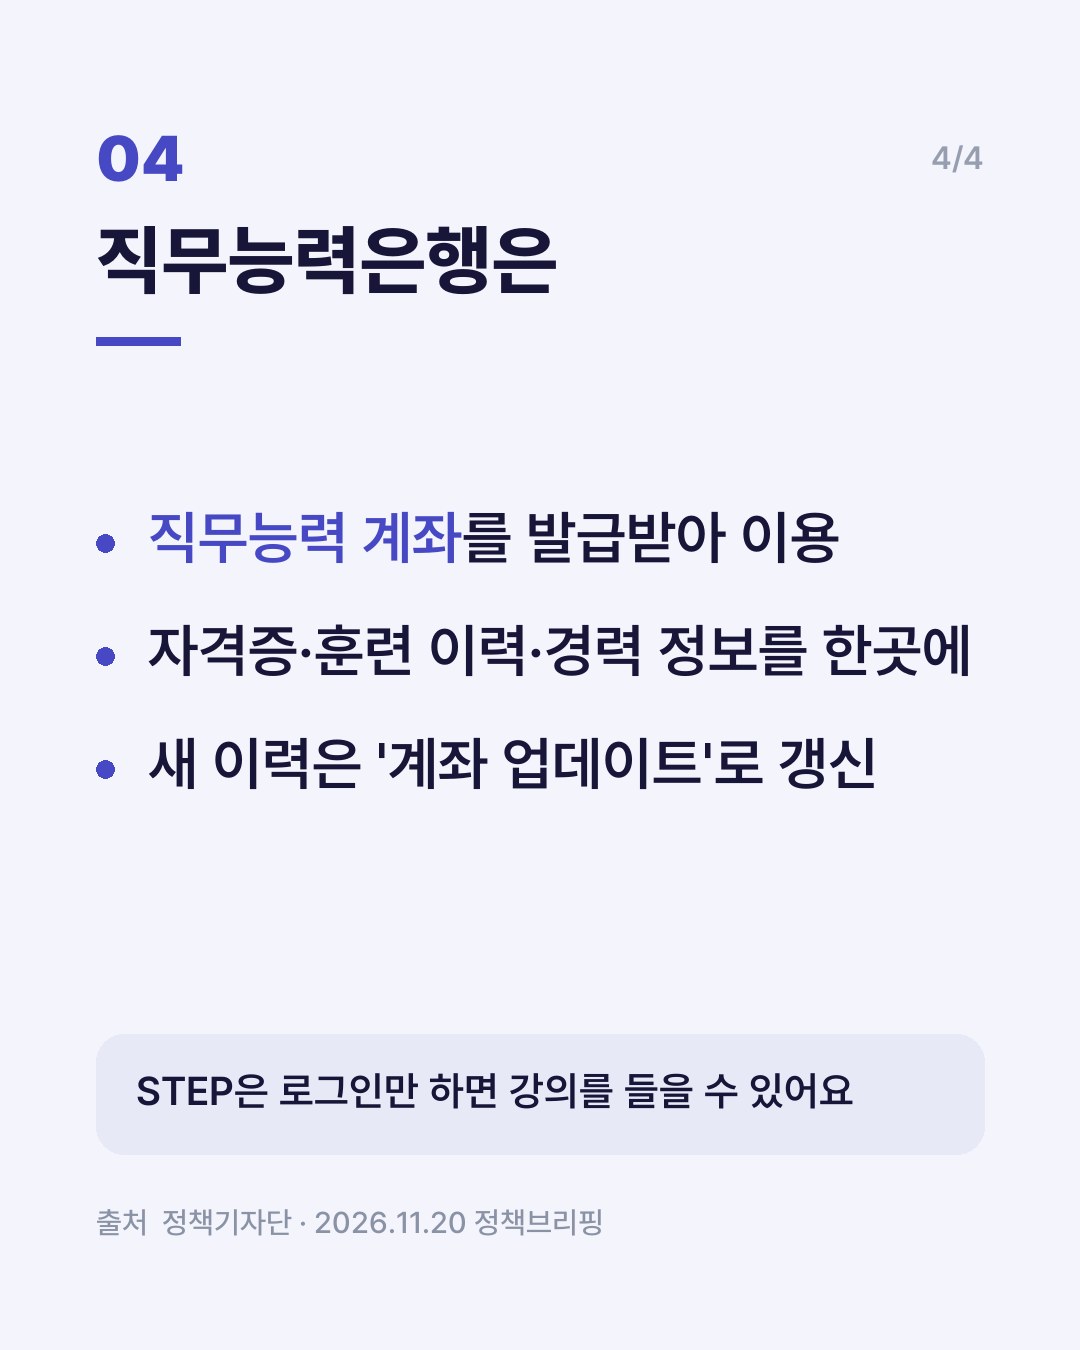 04
4/4
직무능력은행은
직무능력 계좌를 발급받아 이용
자격증·훈련 이력·경력 정보를 한곳에
새 이력은 '계좌 업데이트'로 갱신
STEP은 로그인만 하면 강의를 들을 수 있어요
출처 정책기자단 · 2026.11.20 정책브리핑